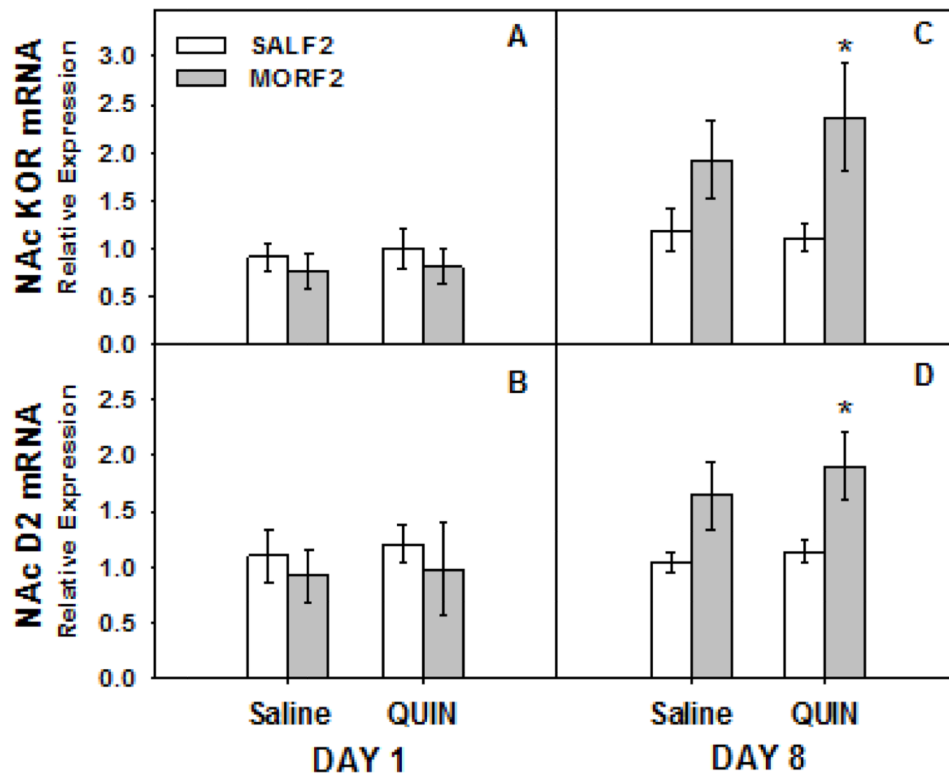 NAc KOR mRNA
Relative Expression
3.0
2.5
2.0
1.5
1.0
0.5
0.0
SALF2
MORF2
A
C
*
NAc D2 mRNA
Relative Expression
2.5
2.0
1.5
1.0
0.5
0.0
B
D
*
Saline QUIN Saline QUIN
DAY 1 DAY 8